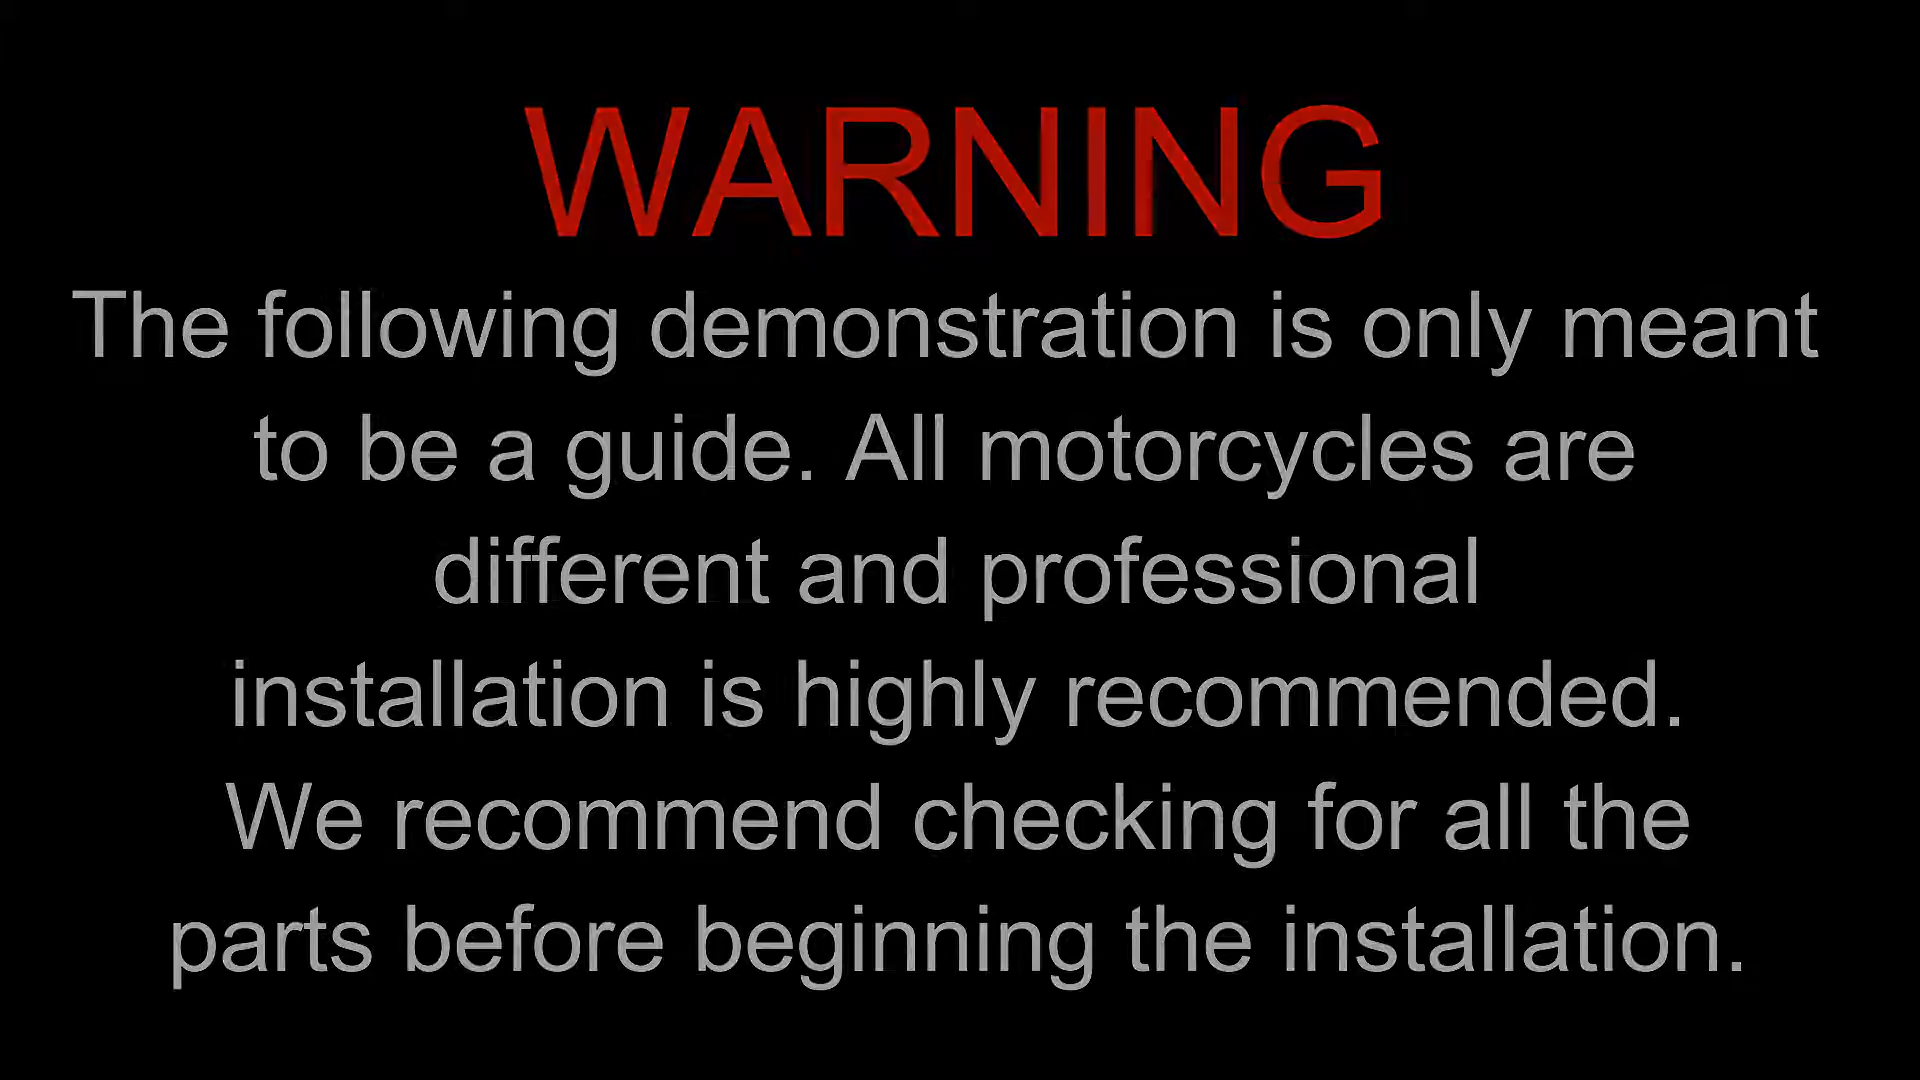 WARNING
The following demonstration is only meant
to be a guide. All motorcycles are
different and professional
installation is highly recommended.
We recommend checking for all the
parts before beginning the installation.